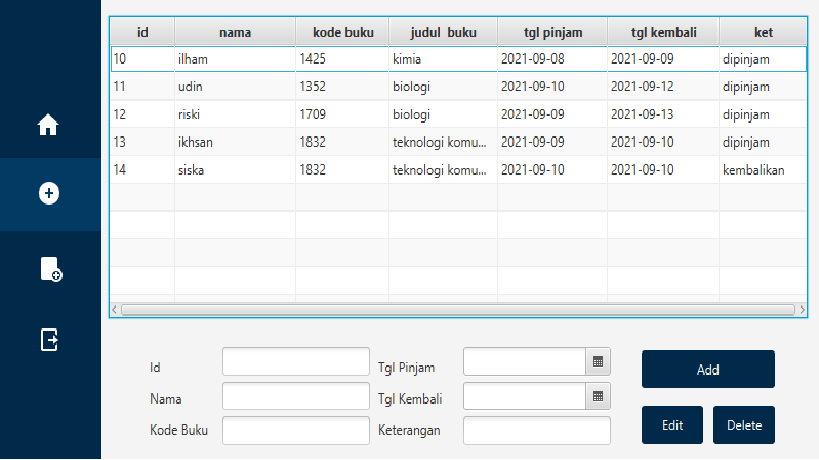 id nama kode buku judul buku tgl pinjam tgl kembali ket
10 ilham 1425 kimia 2021-09-08 2021-09-09 dipinjam
11 udin 1352 biologi 2021-09-10 2021-09-12 dipinjam
12 riski 1709 biologi 2021-09-09 2021-09-13 dipinjam
13 ikhsan 1832 teknologi komu... 2021-09-09 2021-09-10 dipinjam
14 siska 1832 teknologi komu... 2021-09-10 2021-09-10 kembalikan
Id Tgl Pinjam Add
Nama Tgl Kembali
Kode Buku Keterangan Edit Delete